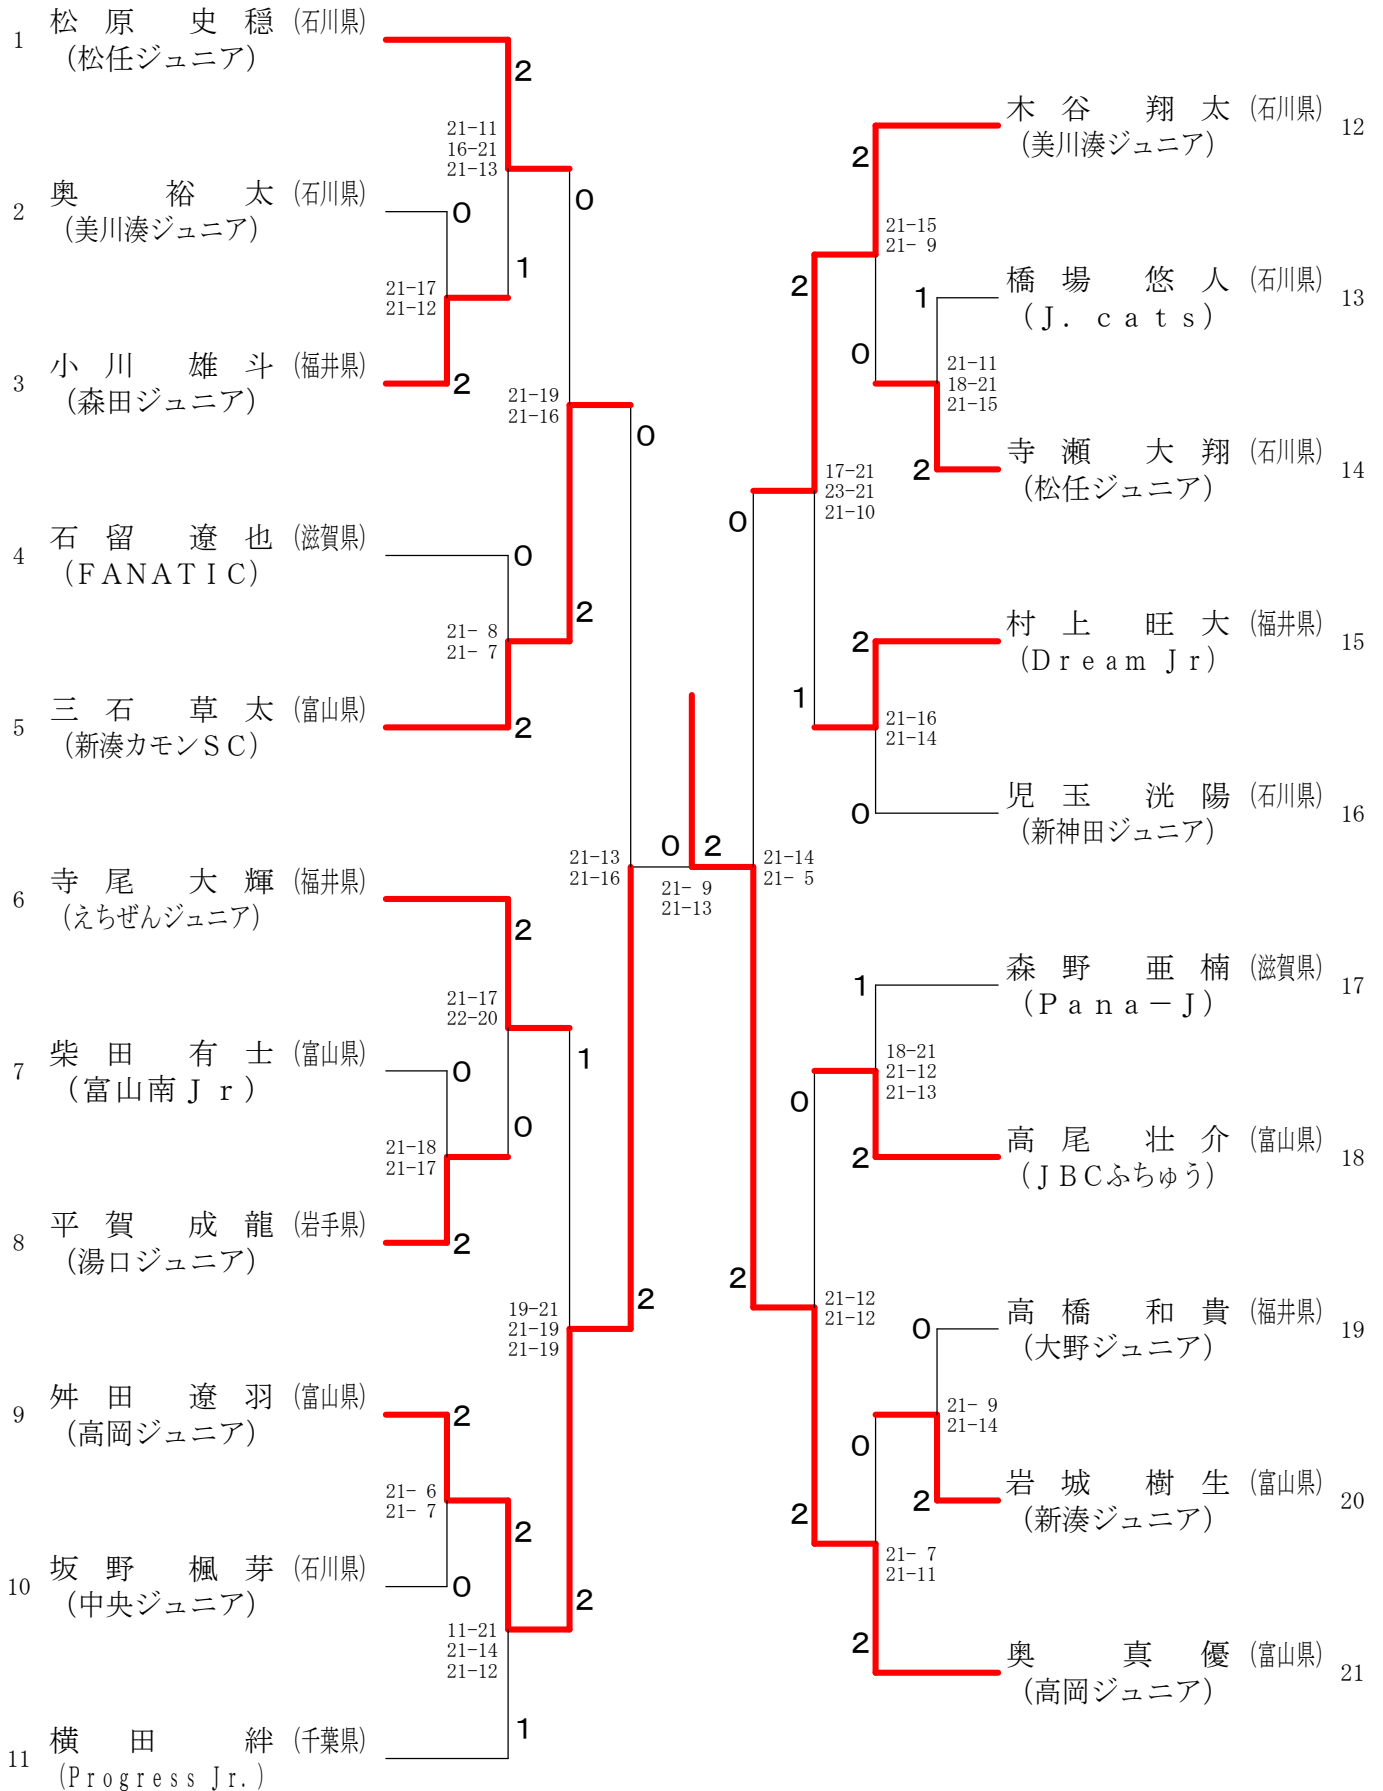 1 松原 史穏 (石川県)
(松任ジュニア)
2
21-11
16-21
21-13
0
2 奥 裕太 (石川県)
(美川湊ジュニア)
0
1
21-17
21-12
3 小川 雄斗 (福井県)
(森田ジュニア)
2
21-19
21-16
0
4 石留 遼也 (滋賀県)
(FANATIC)
0
2
21- 8
21- 7
5 三石 草太 (富山県)
(新湊カモンSC)
2
21-13
21-16
6 寺尾 大輝 (福井県)
(えちぜんジュニア)
2
21-17
22-20
1
7 柴田 有士 (富山県)
(富山南Jr)
0
0
21-18
21-17
8 平賀 成龍 (岩手県)
(湯口ジュニア)
2
19-21
21-19
21-19
2
9 舛田 遼羽 (富山県)
(高岡ジュニア)
2
21- 6
21- 7
2
10 坂野 楓芽 (石川県)
(中央ジュニア)
0
2
11-21
21-14
21-12
11 横田 絆 (千葉県)
(Progress Jr.)
1
0 2
21- 9
21-13
木谷 翔太 (石川県) 12
(美川湊ジュニア)
2
21-15
21- 9
2
橋場 悠人 (石川県) 13
(J. cats)
1
0
21-11
18-21
21-15
寺瀬 大翔 (石川県) 14
(松任ジュニア)
2
17-21
23-21
21-10
0
村上 旺大 (福井県) 15
(Dream Jr)
2
1
21-16
21-14
児玉 洸陽 (石川県) 16
(新神田ジュニア)
0
21-14
21- 5
森野 亜楠 (滋賀県) 17
(Pana-J)
1
18-21
21-12
21-13
0
高尾 壮介 (富山県) 18
(JBCふちゅう)
2
2
21-12
21-12
高橋 和貴 (福井県) 19
(大野ジュニア)
0
21- 9
21-14
0
岩城 樹生 (富山県) 20
(新湊ジュニア)
2
2
21- 7
21-11
奥 真優 (富山県) 21
(高岡ジュニア)
2